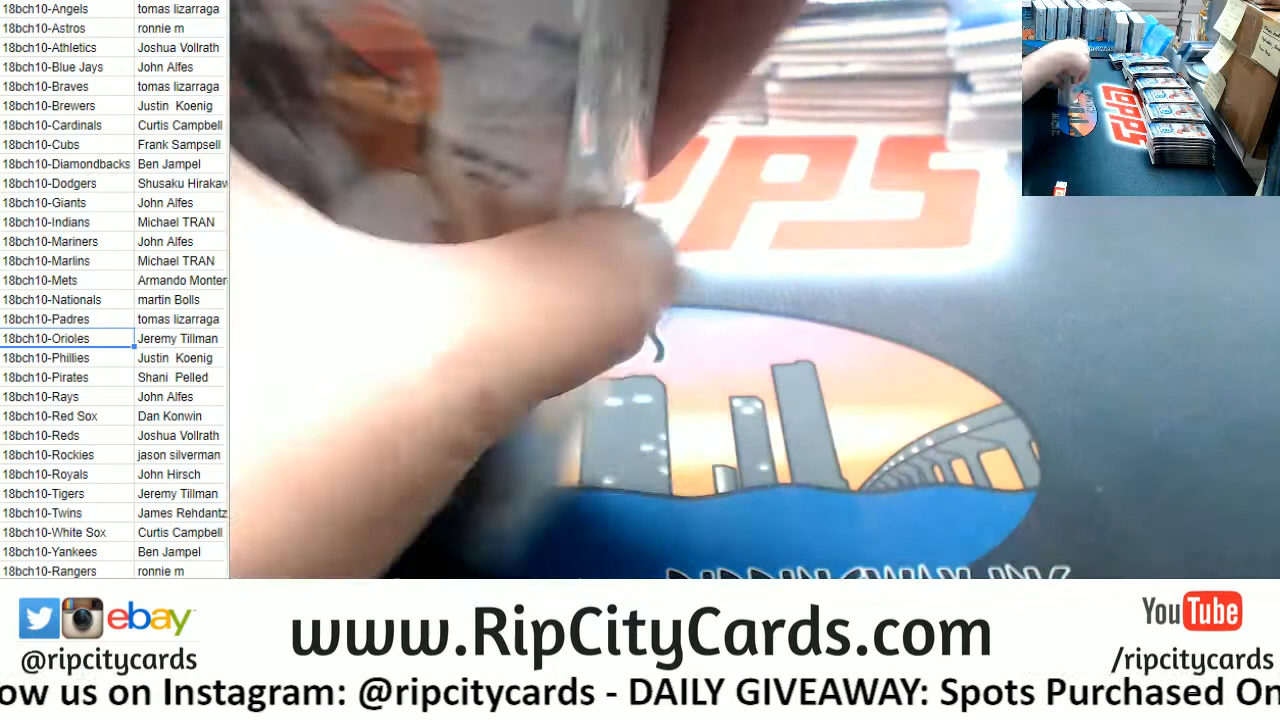 18bch10-Angels tomas lizarraga
18bch10-Astros ronnie m
18bch10-Athletics Joshua Vollrath
18bch10-Blue Jays John Alfes
18bch10-Braves tomas lizarraga
18bch10-Brewers Justin Koenig
18bch10-Cardinals Curtis Campbell
18bch10-Cubs Frank Sampsell
18bch10-Diamondbacks Ben Jampel
18bch10-Dodgers Shusaku Hirakaw
18bch10-Giants John Alfes
18bch10-Indians Michael TRAN
18bch10-Mariners John Alfes
18bch10-Marlins Michael TRAN
18bch10-Mets Armando Monter
18bch10-Nationals martin Bolls
18bch10-Padres tomas lizarraga
18bch10-Orioles Jeremy Tillman
18bch10-Phillies Justin Koenig
18bch10-Pirates Shani Pelled
18bch10-Rays John Alfes
18bch10-Red Sox Dan Konwin
18bch10-Reds Joshua Vollrath
18bch10-Rockies jason silverman
18bch10-Royals John Hirsch
18bch10-Tigers Jeremy Tillman
18bch10-Twins James Rehdantz
18bch10-White Sox Curtis Campbell
18bch10-Yankees Ben Jampel
18bch10-Rangers ronnie m
ebay
@ripcitycards
www.RipCityCards.com
YouTube
/ripcitycards
ow us on Instagram: @ripcitycards - DAILY GIVEAWAY: Spots Purchased On